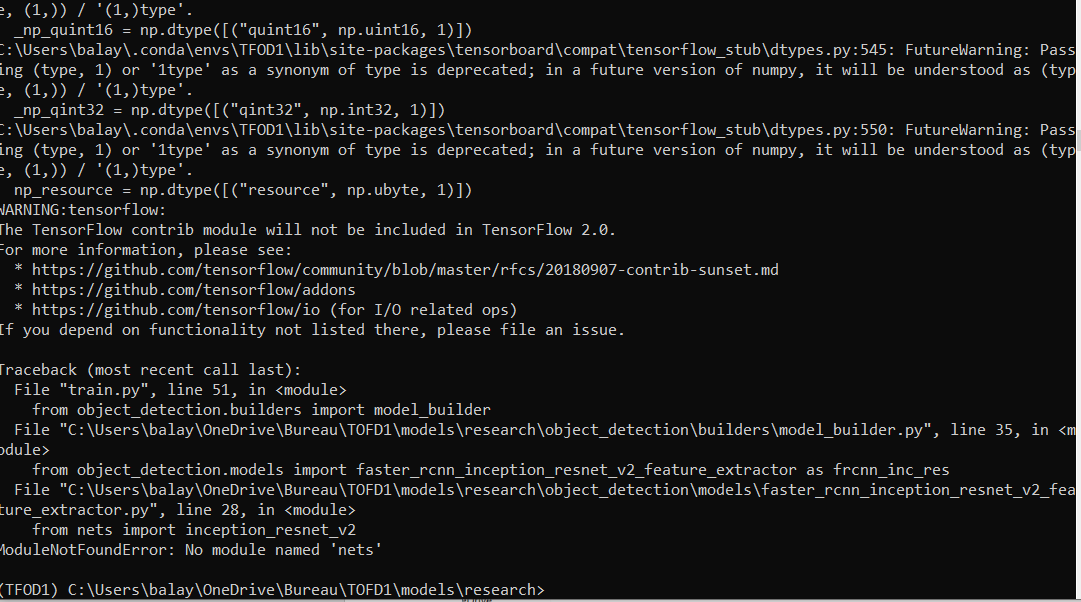 e, (1,)) / '(1,)type'.
  _np_quint16 = np.dtype([("quint16", np.uint16, 1)])
C:\Users\balay\.conda\envs\TFOD1\lib\site-packages\tensorboard\compat\tensorflow_stub\dtypes.py:545: FutureWarning: Pass
ing (type, 1) or '1type' as a synonym of type is deprecated; in a future version of numpy, it will be understood as (typ
e, (1,)) / '(1,)type'.
  _np_qint32 = np.dtype([("qint32", np.int32, 1)])
C:\Users\balay\.conda\envs\TFOD1\lib\site-packages\tensorboard\compat\tensorflow_stub\dtypes.py:550: FutureWarning: Pass
ing (type, 1) or '1type' as a synonym of type is deprecated; in a future version of numpy, it will be understood as (typ
e, (1,)) / '(1,)type'.
  np_resource = np.dtype([("resource", np.ubyte, 1)])
WARNING:tensorflow:
The TensorFlow contrib module will not be included in TensorFlow 2.0.
For more information, please see:
  * https://github.com/tensorflow/community/blob/master/rfcs/20180907-contrib-sunset.md
  * https://github.com/tensorflow/addons
  * https://github.com/tensorflow/io (for I/O related ops)
If you depend on functionality not listed there, please file an issue.

Traceback (most recent call last):
  File "train.py", line 51, in <module>
    from object_detection.builders import model_builder
  File "C:\Users\balay\OneDrive\Bureau\TOFD1\models\research\object_detection\builders\model_builder.py", line 35, in <m
odule>
    from object_detection.models import faster_rcnn_inception_resnet_v2_feature_extractor as frcnn_inc_res
  File "C:\Users\balay\OneDrive\Bureau\TOFD1\models\research\object_detection\models\faster_rcnn_inception_resnet_v2_fea
ture_extractor.py", line 28, in <module>
    from nets import inception_resnet_v2
ModuleNotFoundError: No module named 'nets'

(TFOD1) C:\Users\balay\OneDrive\Bureau\TOFD1\models\research>